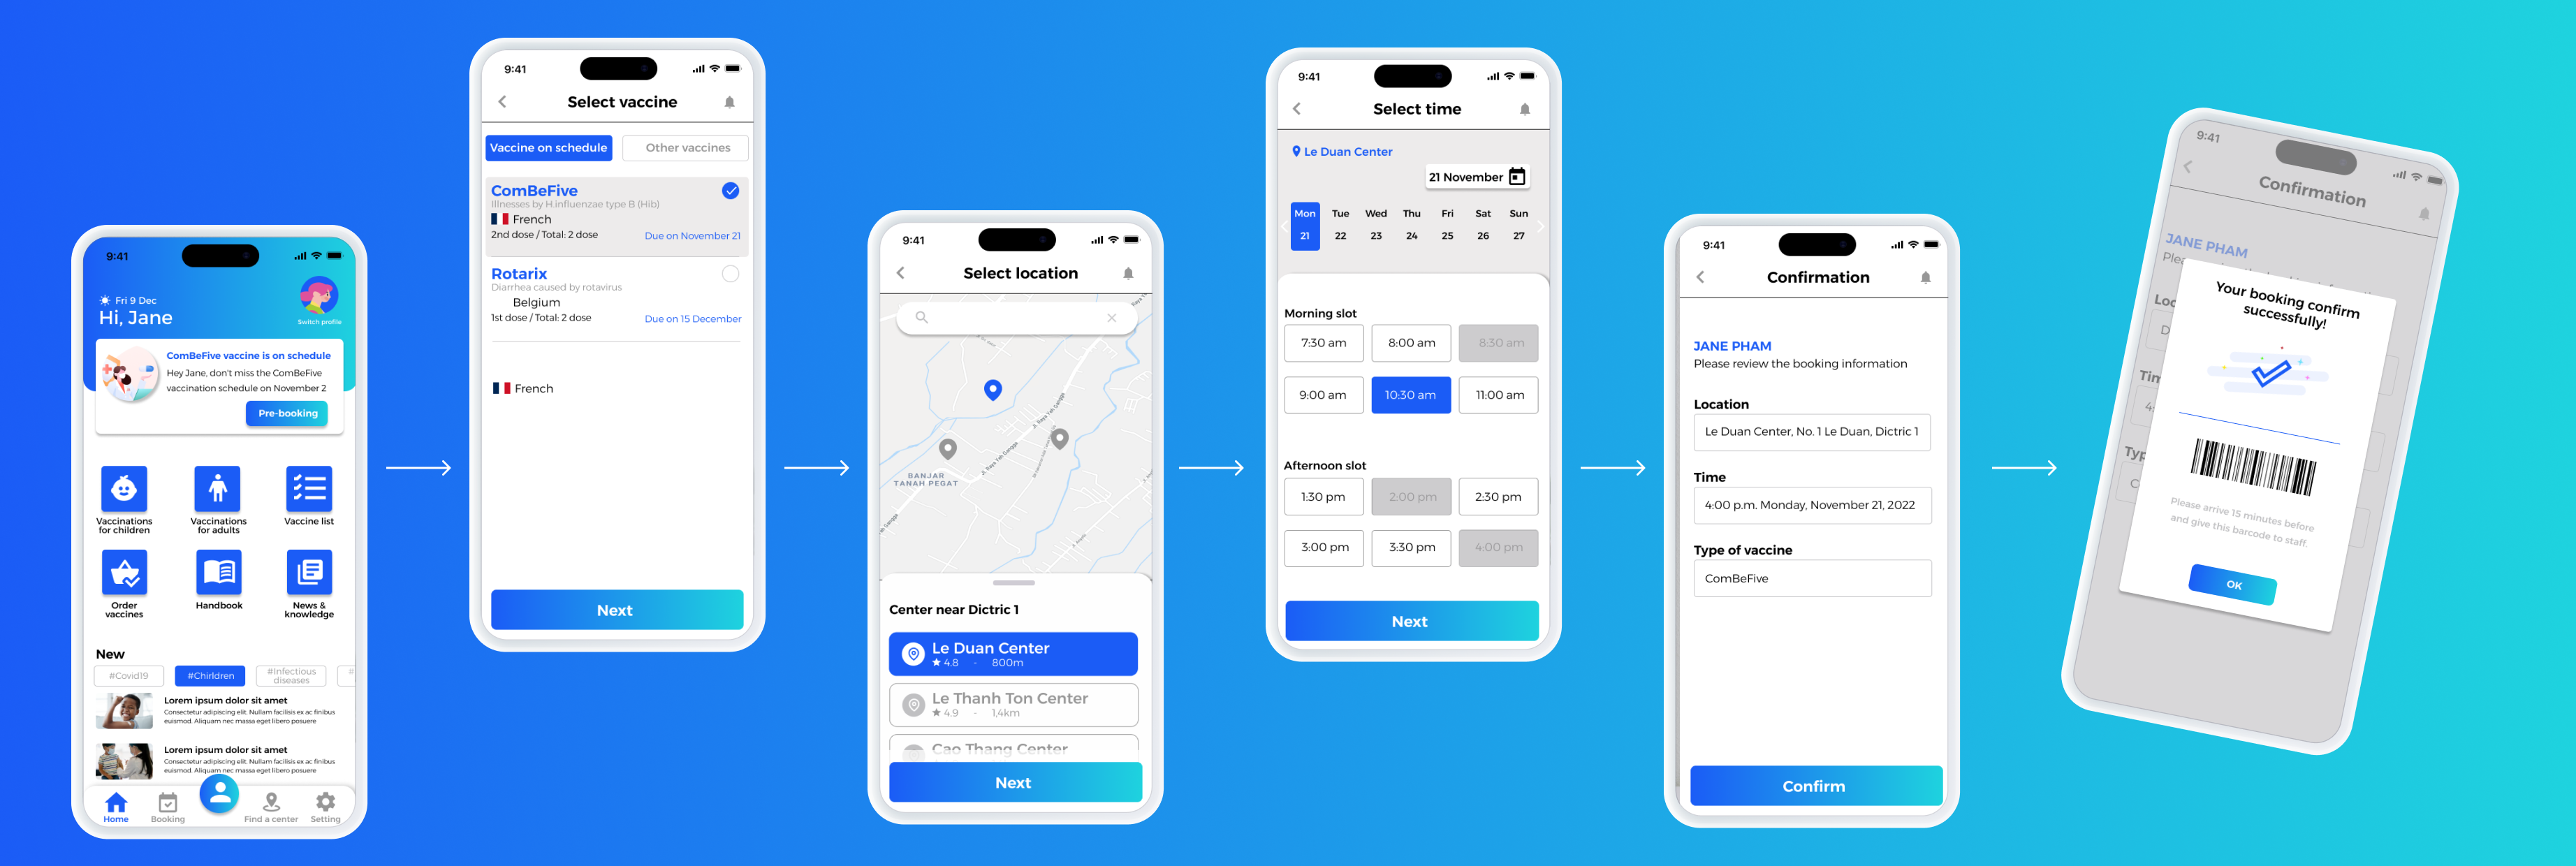 9:41
Fri 9 Dec
Hi, Jane
Switch profile
ComBeFive vaccine is on schedule
Hey Jane, don't miss the ComBeFive
vaccination schedule on November 2
Pre-booking
Vaccinations
for children
Vaccinations
for adults
Vaccine list
Order
vaccines
Handbook
News &
knowledge
New
#Covid19
#Chirldren
#Infectious
diseases
#
Lorem ipsum dolor sit amet
Consectetur adipiscing elit. Nullam facilisis ex ac finibus
euismod. Aliquam nec massa eget libero posuere
Lorem ipsum dolor sit amet
Consectetur adipiscing elit. Nullam facilisis ex ac finibus
euismod. Aliquam nec massa eget libero posuere
Home
Booking
Find a center
Setting
9:41
Select vaccine
Vaccine on schedule
Other vaccines
ComBeFive
Illnesses by H.influenzae type B (Hib)
French
2nd dose / Total: 2 dose
Due on November 21
Rotarix
Diarrhea caused by rotavirus
Belgium
1st dose / Total: 2 dose
Due on 15 December
French
Next
9:41
Select location
BANJAR
TANAH PEGAT
Jl. Raya Yeh Gangga
Center near Dictric 1
Le Duan Center
4.8 - 800m
Le Thanh Ton Center
4.9 - 1,4km
Cao Thang Center
Next
9:41
Select time
Le Duan Center
21 November
Mon Tue Wed Thu Fri Sat Sun
21 22 23 24 25 26 27
Morning slot
7:30 am 8:00 am 8:30 am
9:00 am 10:30 am 11:00 am
Afternoon slot
1:30 pm 2:00 pm 2:30 pm
3:00 pm 3:30 pm 4:00 pm
Next
9:41
Confirmation
JANE PHAM
Please review the booking information
Location
Le Duan Center, No. 1 Le Duan, Dictric 1
Time
4:00 p.m. Monday, November 21, 2022
Type of vaccine
ComBeFive
Confirm
9:41
Confirmation
JANE PHAM
Your booking confirm
successfully!
Please arrive 15 minutes before
and give this barcode to staff.
OK